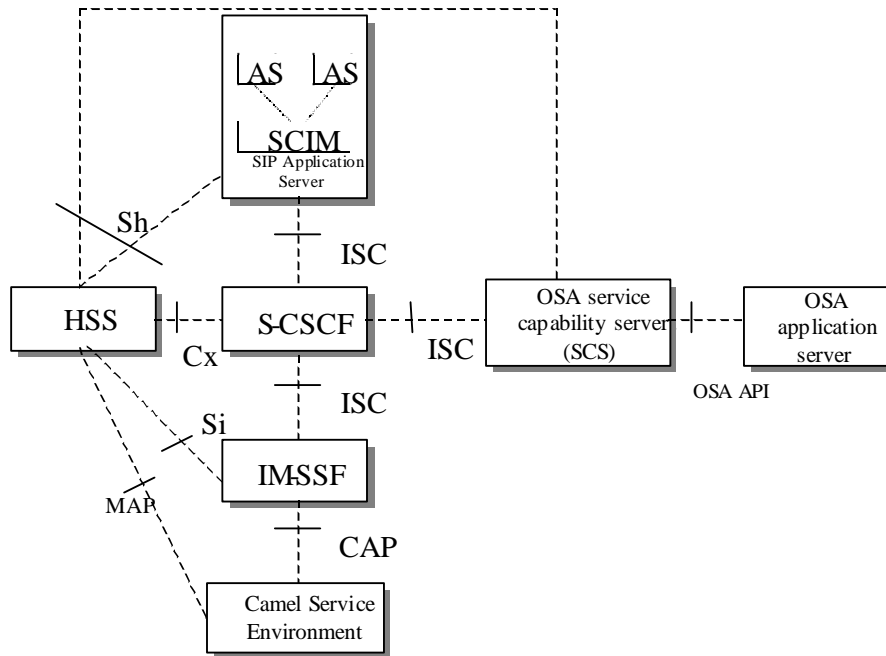 AS AS
SCIM
SIP Application
Server
Sh
ISC
HSS
S-CSCF
OSA service
capability server
(SCS)
OSA
application
server
Cx
ISC
OSA API
ISC
Si
IM-SSF
MAP
CAP
Camel Service
Environment